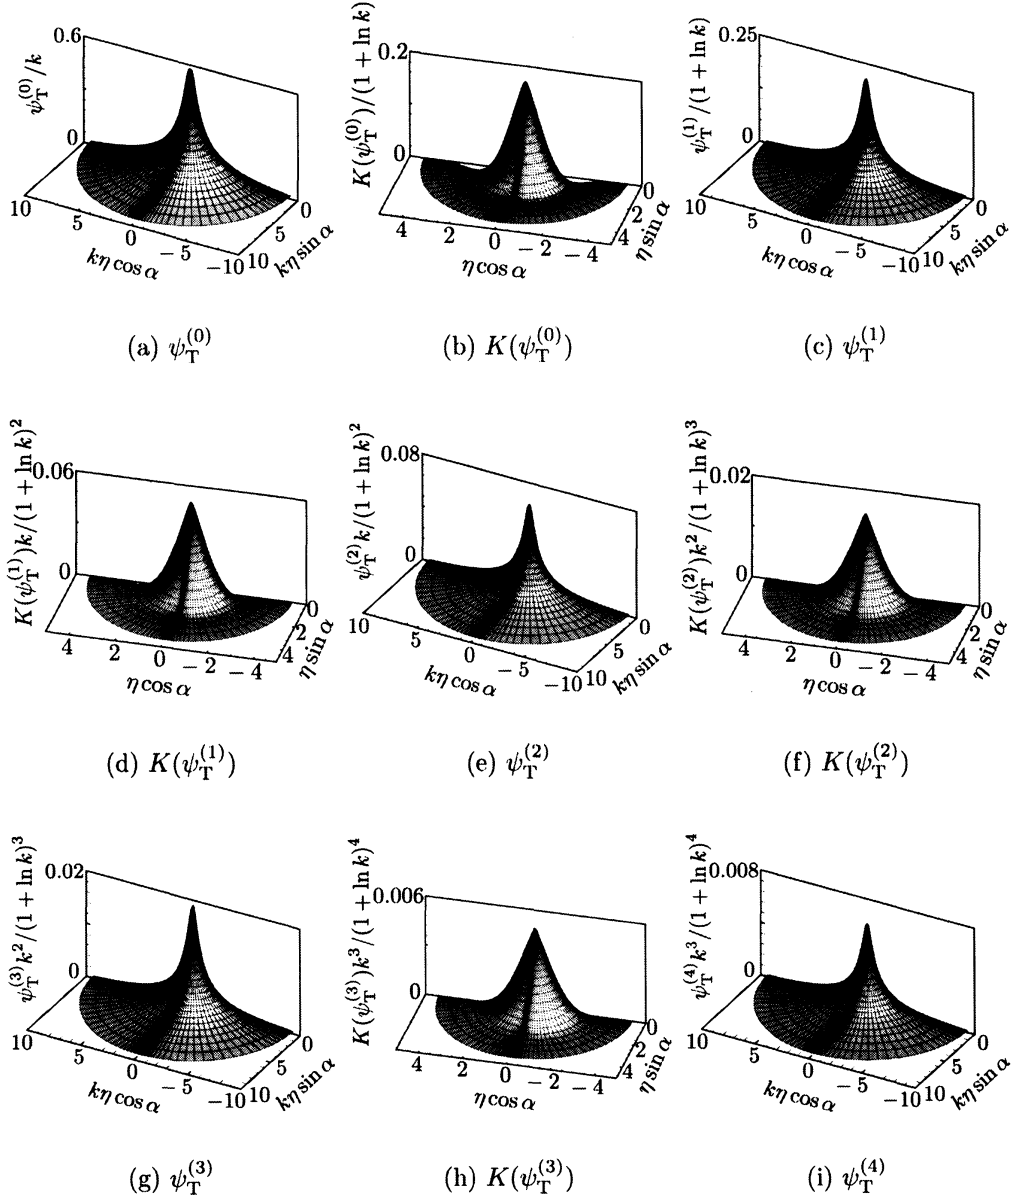 0.6
ψ_T^(0)/k
0
10 5 0 −5 −10
kη cos α
10 5 0
kη sin α
(a) ψ_T^(0)
0.2
K(ψ_T^(0))/(1 + ln k)
0
4 2 0 −2 −4
η cos α
4 2 0
η sin α
(b) K(ψ_T^(0))
0.25
ψ_T^(1)/(1 + ln k)
0
10 5 0 −5 −10
kη cos α
10 5 0
kη sin α
(c) ψ_T^(1)
0.06
K(ψ_T^(1))k/(1 + ln k)^2
0
4 2 0 −2 −4
η cos α
4 2 0
η sin α
(d) K(ψ_T^(1))
0.08
ψ_T^(2)k/(1 + ln k)^2
0
10 5 0 −5 −10
kη cos α
10 5 0
kη sin α
(e) ψ_T^(2)
0.02
K(ψ_T^(2))k^2/(1 + ln k)^3
0
4 2 0 −2 −4
η cos α
4 2 0
η sin α
(f) K(ψ_T^(2))
0.02
ψ_T^(3)k^2/(1 + ln k)^3
0
10 5 0 −5 −10
kη cos α
10 5 0
kη sin α
(g) ψ_T^(3)
0.006
K(ψ_T^(3))k^3/(1 + ln k)^4
0
4 2 0 −2 −4
η cos α
4 2 0
η sin α
(h) K(ψ_T^(3))
0.008
ψ_T^(4)k^3/(1 + ln k)^4
0
10 5 0 −5 −10
kη cos α
10 5 0
kη sin α
(i) ψ_T^(4)